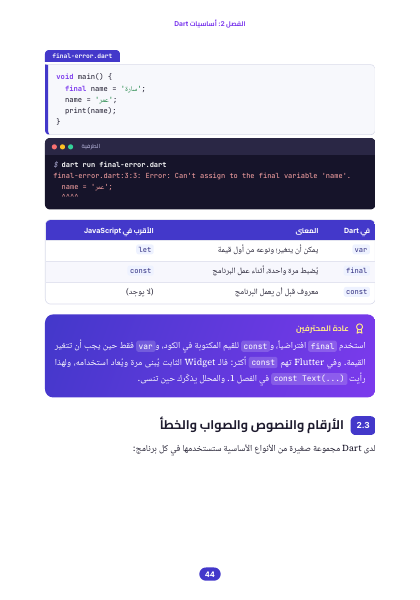 الفصل 2: أساسيات Dart
final-error.dart
void main() {
final name = 'سارة';
name = 'عمر';
print(name);
}
الطرفية
$ dart run final-error.dart
final-error.dart:3:3: Error: Can't assign to the final variable 'name'.
name = 'عمر';
^^^^
في Dart المعنى الأقرب في JavaScript
var يمكن أن يتغير؛ ونوعه من أول قيمة let
final يُضبط مرة واحدة، أثناء عمل البرنامج const
const معروف قبل أن يعمل البرنامج (لا يوجد)
عادة المحترفين
استخدم final افتراضياً، و const للقيم المكتوبة في الكود، و var فقط حين يجب أن تتغير
القيمة. وفي Flutter تهم const أكثر: فالـ Widget الثابت يُبنى مرة ويُعاد استخدامه، ولهذا
رأيت const Text(...) في الفصل 1. والمحلل يذكّرك حين تنسى.
2.3 الأرقام والنصوص والصواب والخطأ
لدى Dart مجموعة صغيرة من الأنواع الأساسية ستستخدمها في كل برنامج:
44